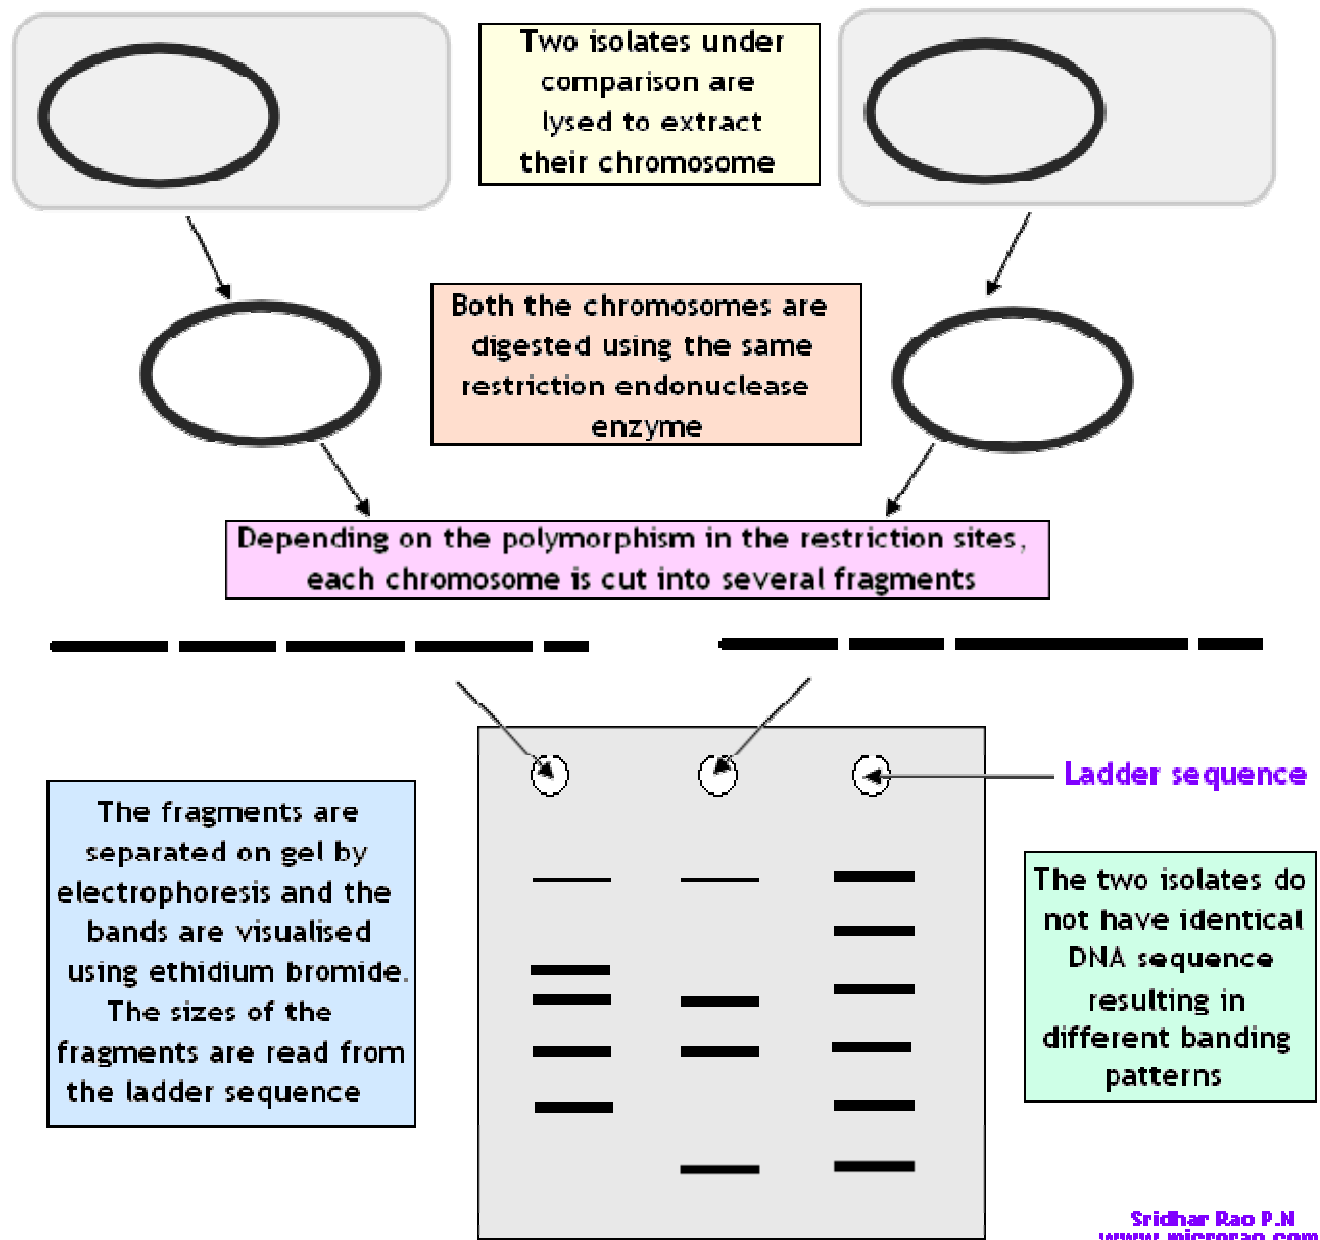 Two isolates under
comparison are
lysed to extract
their chromosome
Both the chromosomes are
digested using the same
restriction endonuclease
enzyme
Depending on the polymorphism in the restriction sites,
each chromosome is cut into several fragments
Ladder sequence
The fragments are
separated on gel by
electrophoresis and the
bands are visualised
using ethidium bromide.
The sizes of the
fragments are read from
the ladder sequence
The two isolates do
not have identical
DNA sequence
resulting in
different banding
patterns
Sridhar Rao P.N
www.microrao.com